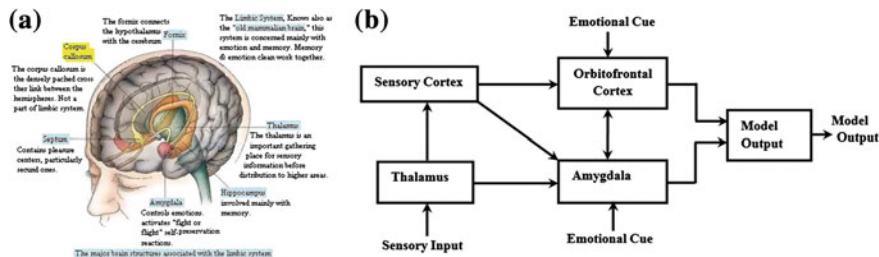 (a)
The fornix connects
the hypothalamus
with the cerebrum
Fornix
The Limbic System, Known also as
the "old mammalian brain," this
system is concerned mainly with
emotion and memory. Memory
& emotion clean work together.
Corpus
callorum
The corpus callorum is
the densely pached cross
ther link between the
hemispheres. Not a
part of limbic system.
Septum
Contains pleasure
centers, particularly
secund ones.
Thalamus
The thalamus is an
important gathering
place for sensory
information before
distribution to higher areas.
Hippocampus
involved mainly with
memory.
Amygdala
Controls emotions.
activates "fight or
flight" self-preservation
reactions.
The major brain structures associated with the limbic system
(b)
Emotional Cue
Sensory Cortex
Orbitofrontal
Cortex
Model
Output
Model
Output
Thalamus
Amygdala
Sensory Input
Emotional Cue